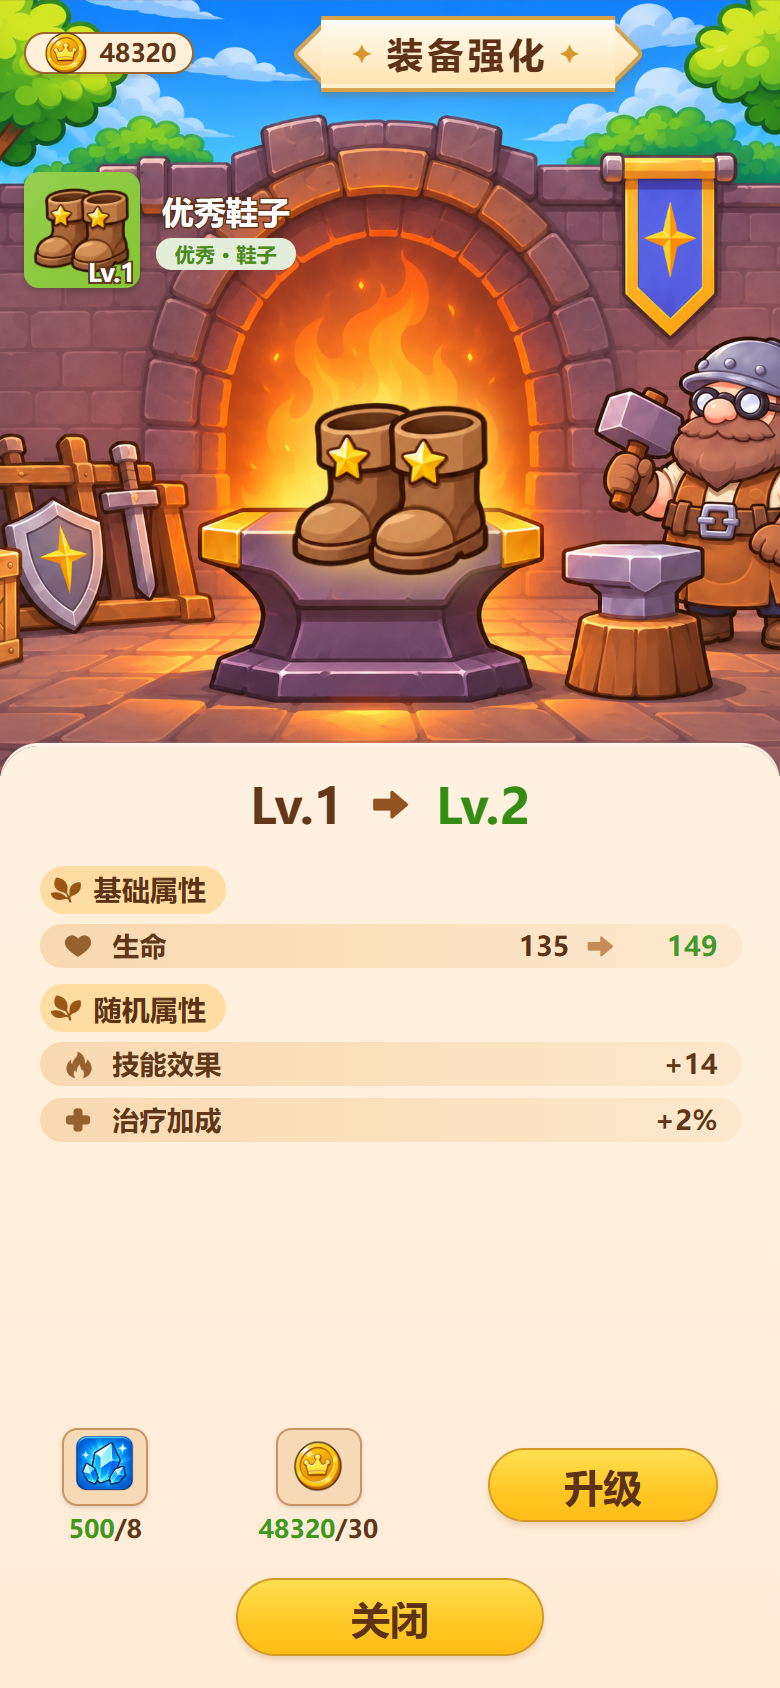 48320
装备强化
优秀鞋子
优秀·鞋子
Lv.1
Lv.1 Lv.2
基础属性
生命 135 149
随机属性
技能效果 +14
治疗加成 +2%
500/8 48320/30
升级
关闭